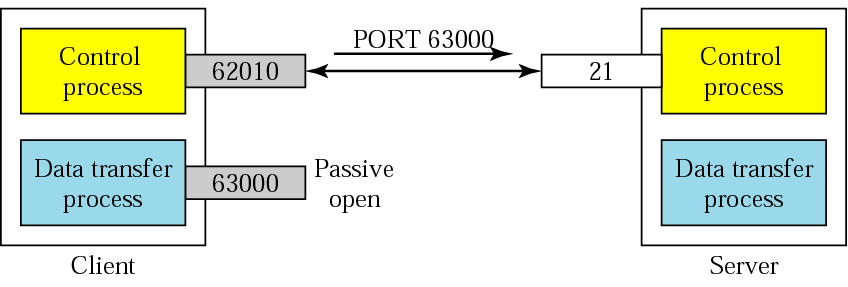 PORT 63000
Control
process
62010
21
Control
process
Data transfer
process
63000
Passive
open
Data transfer
process
Client
Server